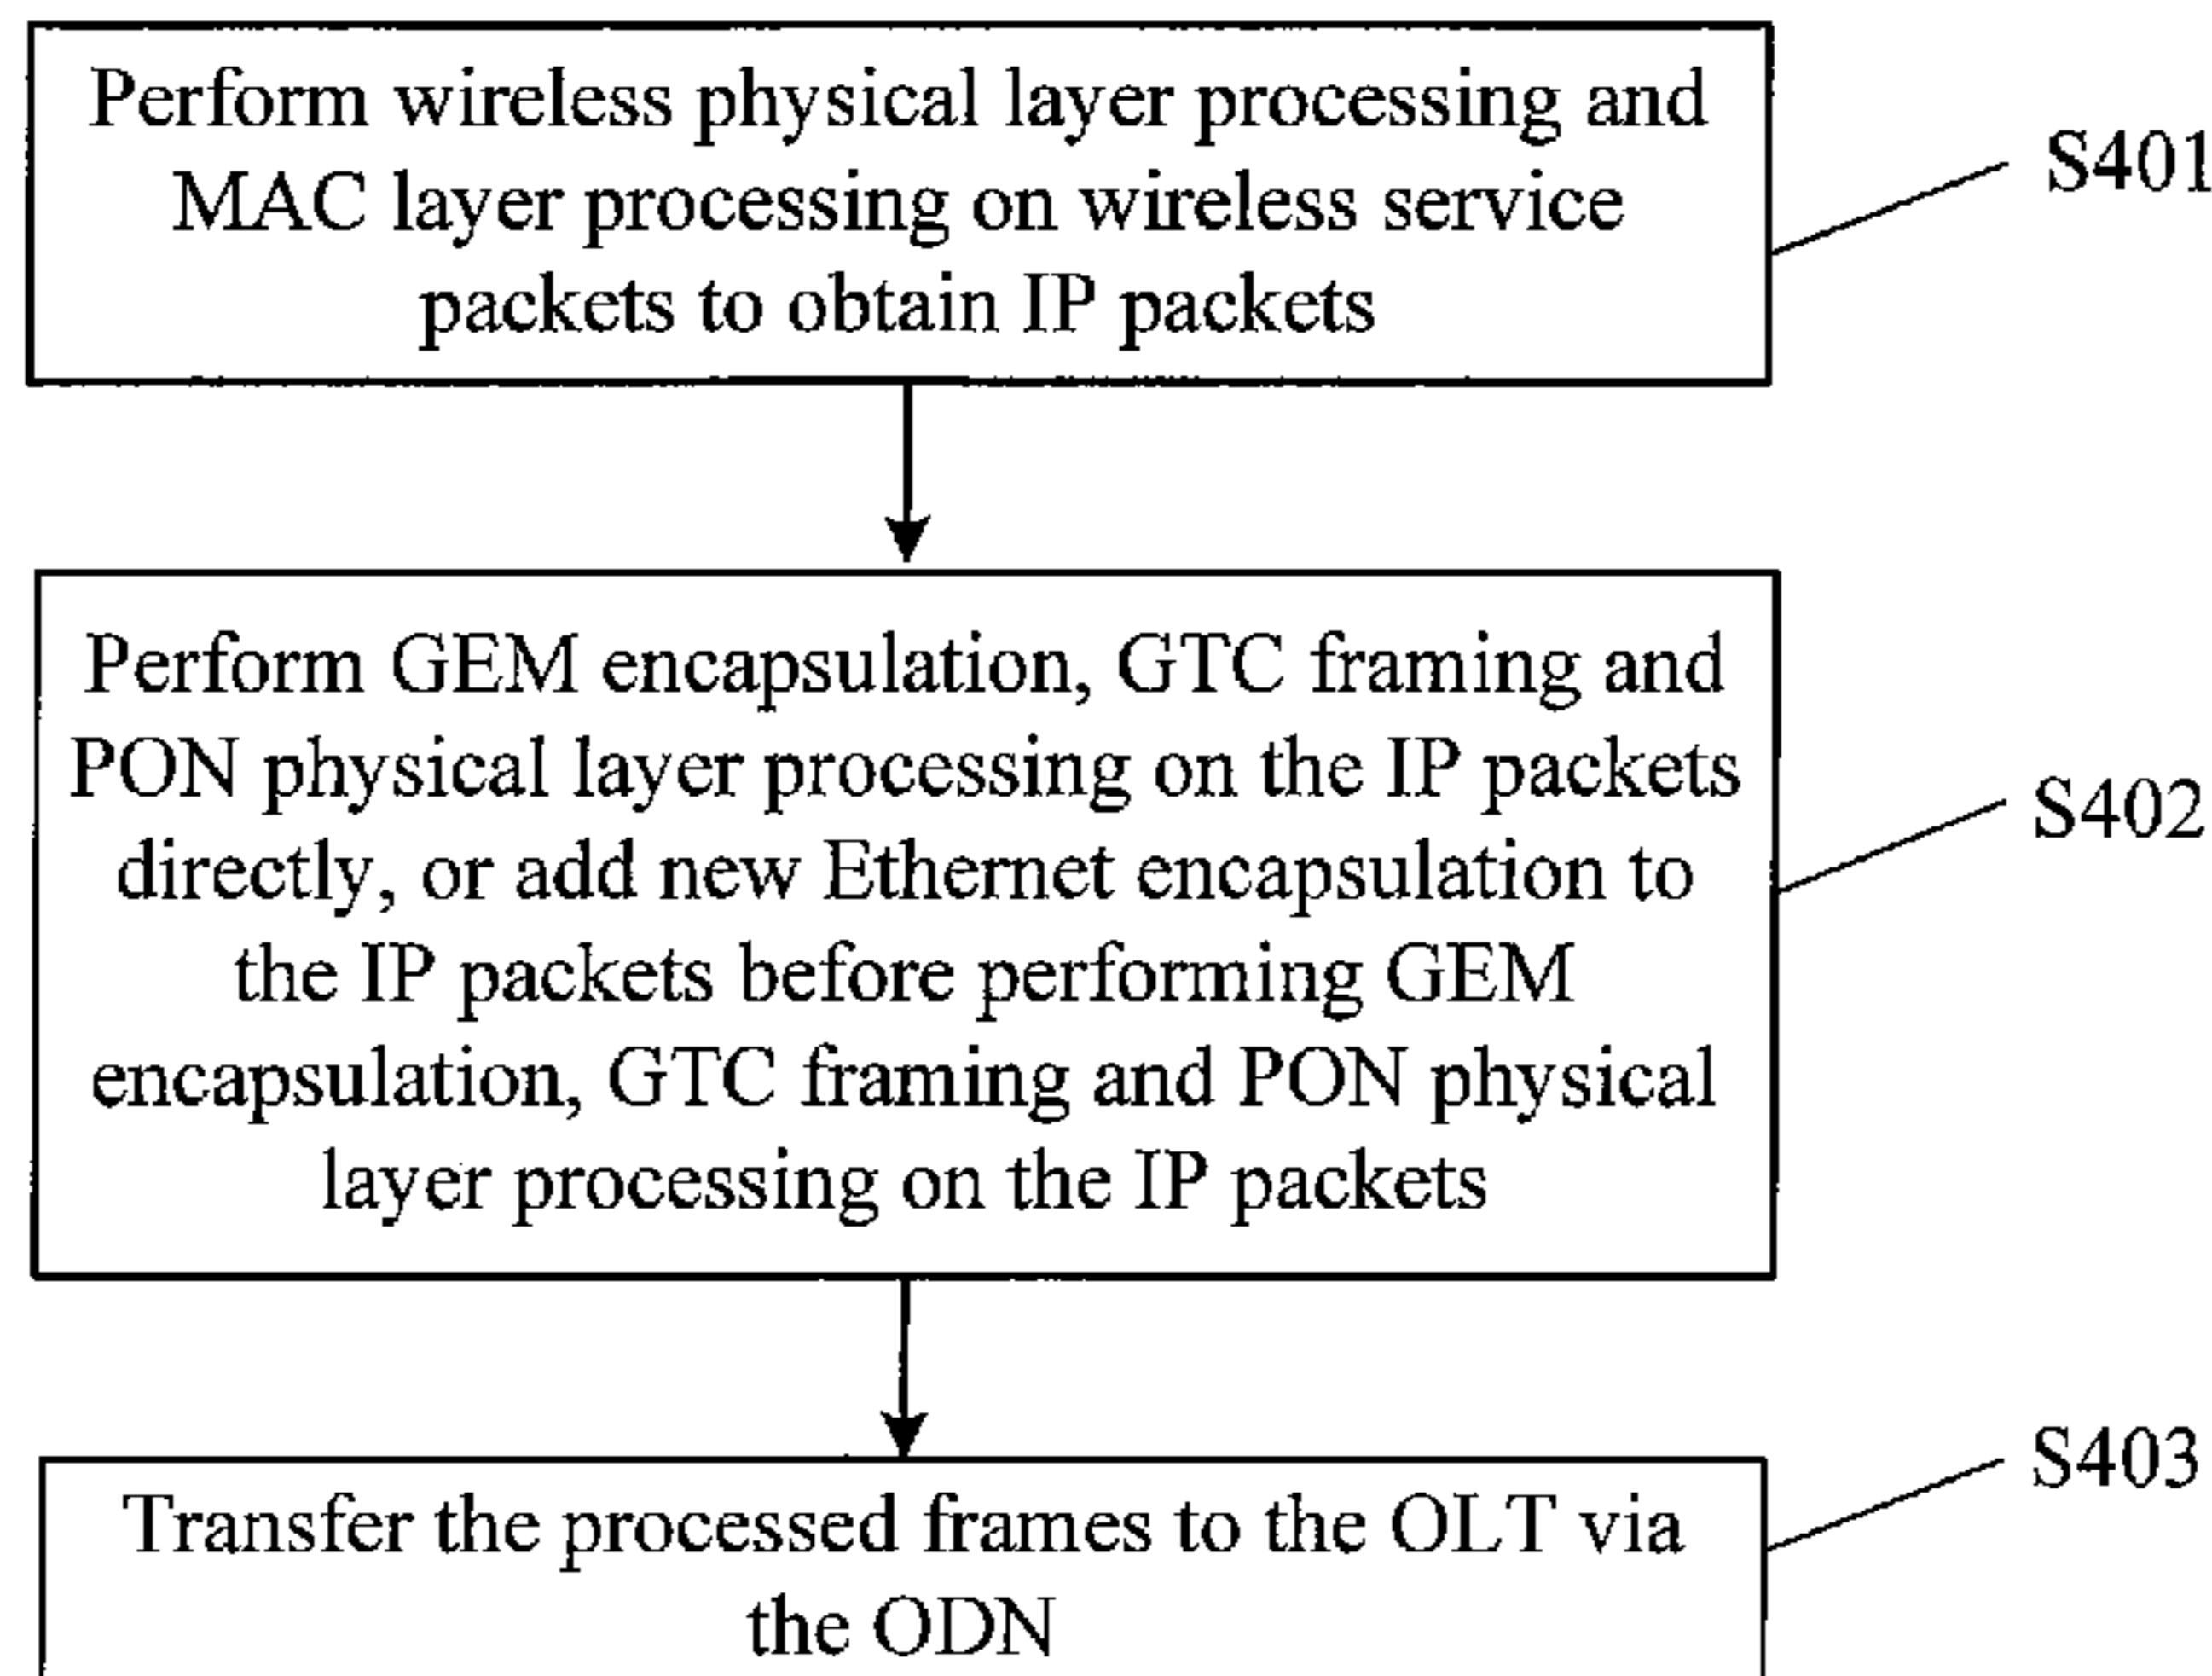 Perform wireless physical layer processing and
MAC layer processing on wireless service
packets to obtain IP packets
S401
Perform GEM encapsulation, GTC framing and
PON physical layer processing on the IP packets
directly, or add new Ethernet encapsulation to
the IP packets before performing GEM
encapsulation, GTC framing and PON physical
layer processing on the IP packets
S402
Transfer the processed frames to the OLT via
the ODN
S403